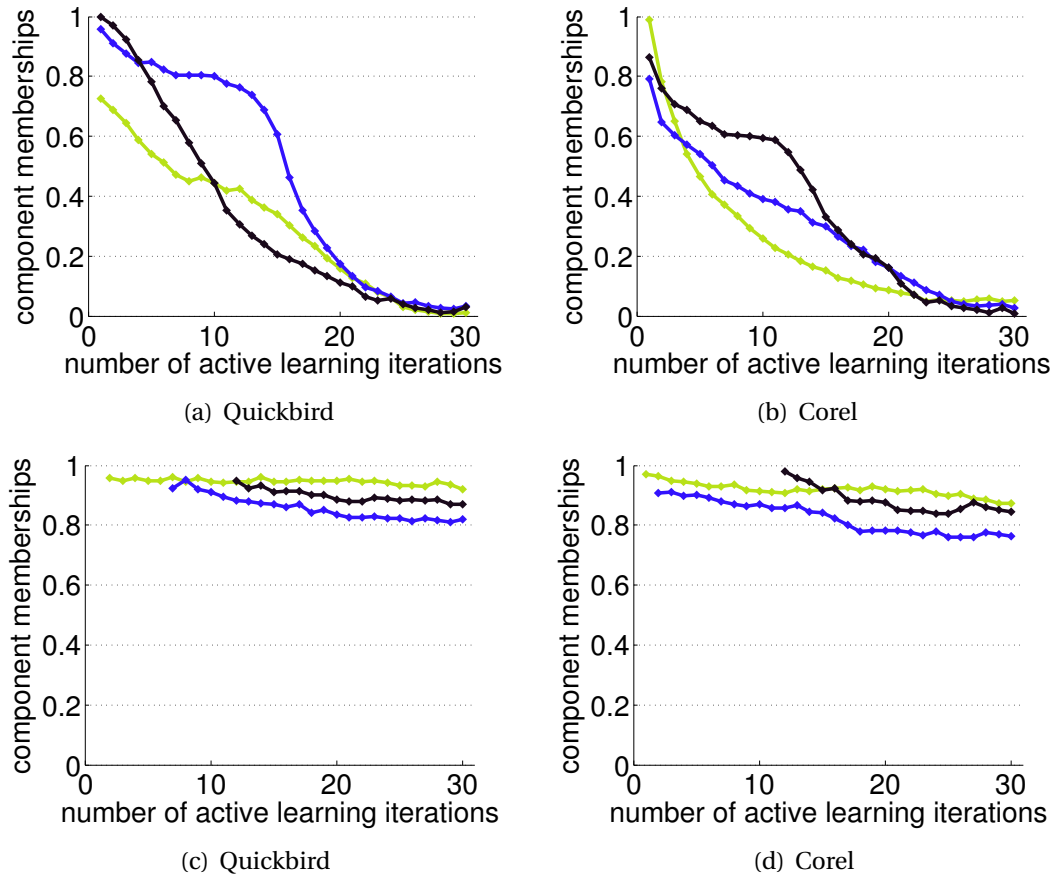 component memberships
1
0.8
0.6
0.4
0.2
0
0 10 20 30
number of active learning iterations
(a) Quickbird
component memberships
1
0.8
0.6
0.4
0.2
0
0 10 20 30
number of active learning iterations
(b) Corel
component memberships
1
0.8
0.6
0.4
0.2
0
0 10 20 30
number of active learning iterations
(c) Quickbird
component memberships
1
0.8
0.6
0.4
0.2
0
0 10 20 30
number of active learning iterations
(d) Corel